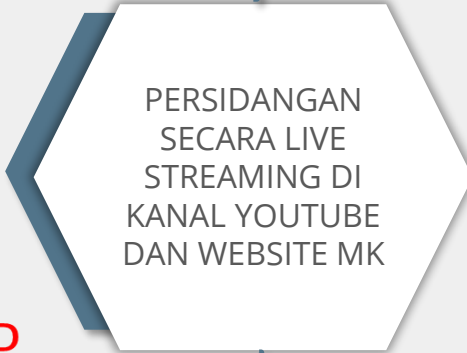 PERSIDANGAN
SECARA LIVE
STREAMING DI
KANAL YOUTUBE
DAN WEBSITE MK